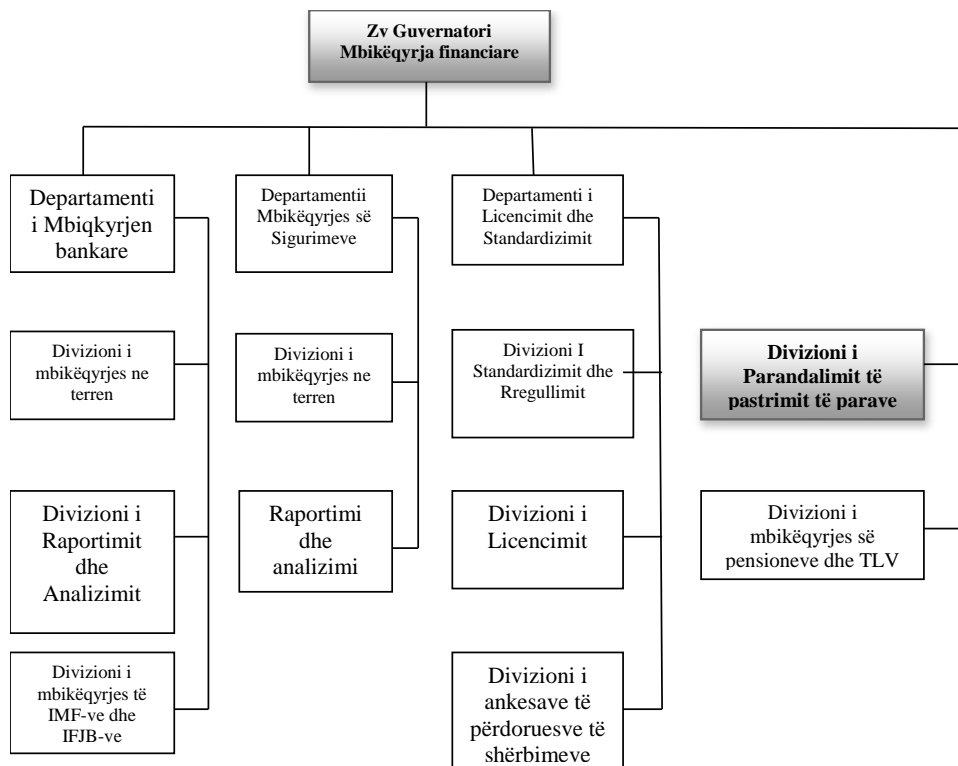 Zv Guvernatori
Mbikëqyrja financiare
Departamenti
i Mbiqkyrjen
bankare
Departamentii
Mbikëqyrjes së
Sigurimeve
Departamenti i
Licencimit dhe
Standardizimit
Divizioni i
mbikëqyrjes ne
terren
Divizioni i
mbikëqyrjes ne
terren
Divizioni I
Standardizimit dhe
Rregullimit
Divizioni i
Parandalimit të
pastrimit të parave
Divizioni i
Raportimit
dhe
Analizimit
Raportimi
dhe
analizimi
Divizioni i
Licencimit
Divizioni i
mbikëqyrjes së
pensioneve dhe TLV
Divizioni i
mbikëqyrjes të
IMF-ve dhe
IFJB-ve
Divizioni i
ankesave të
përdoruesve të
shërbimeve